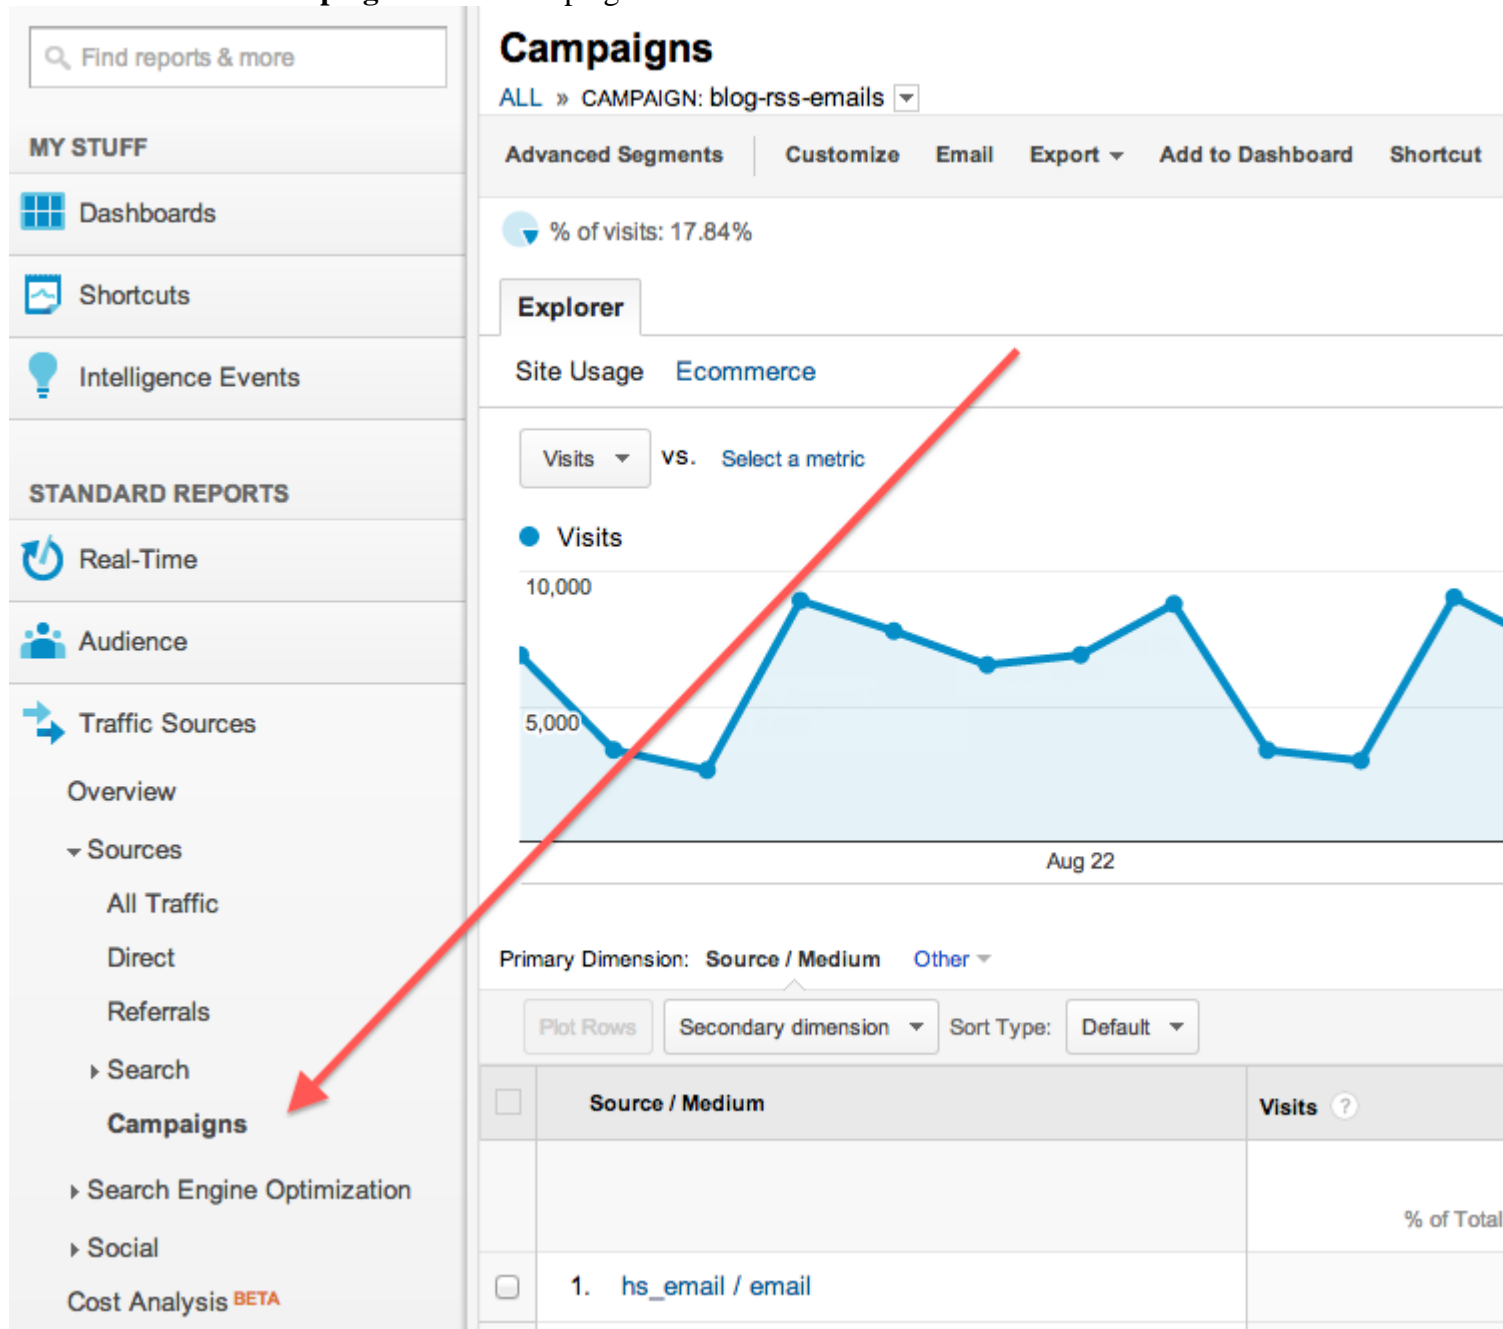 Find reports & more
MY STUFF
Dashboards
Shortcuts
Intelligence Events
STANDARD REPORTS
Real-Time
Audience
Traffic Sources
Overview
Sources
All Traffic
Direct
Referrals
Search
Campaigns
Search Engine Optimization
Social
Cost Analysis BETA
Campaigns
ALL » CAMPAIGN: blog-rss-emails
Advanced Segments Customize Email Export Add to Dashboard Shortcut
% of visits: 17.84%
Explorer
Site Usage Ecommerce
Visits vs. Select a metric
Visits
10,000
5,000
Aug 22
Primary Dimension: Source / Medium Other
Plot Rows Secondary dimension Sort Type: Default
Source / Medium Visits ?
% of Total
1. hs_email / email